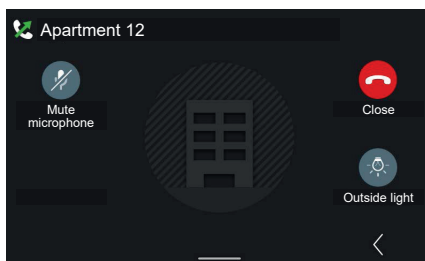 Apartment 12
Mute
microphone
Close
Outside light